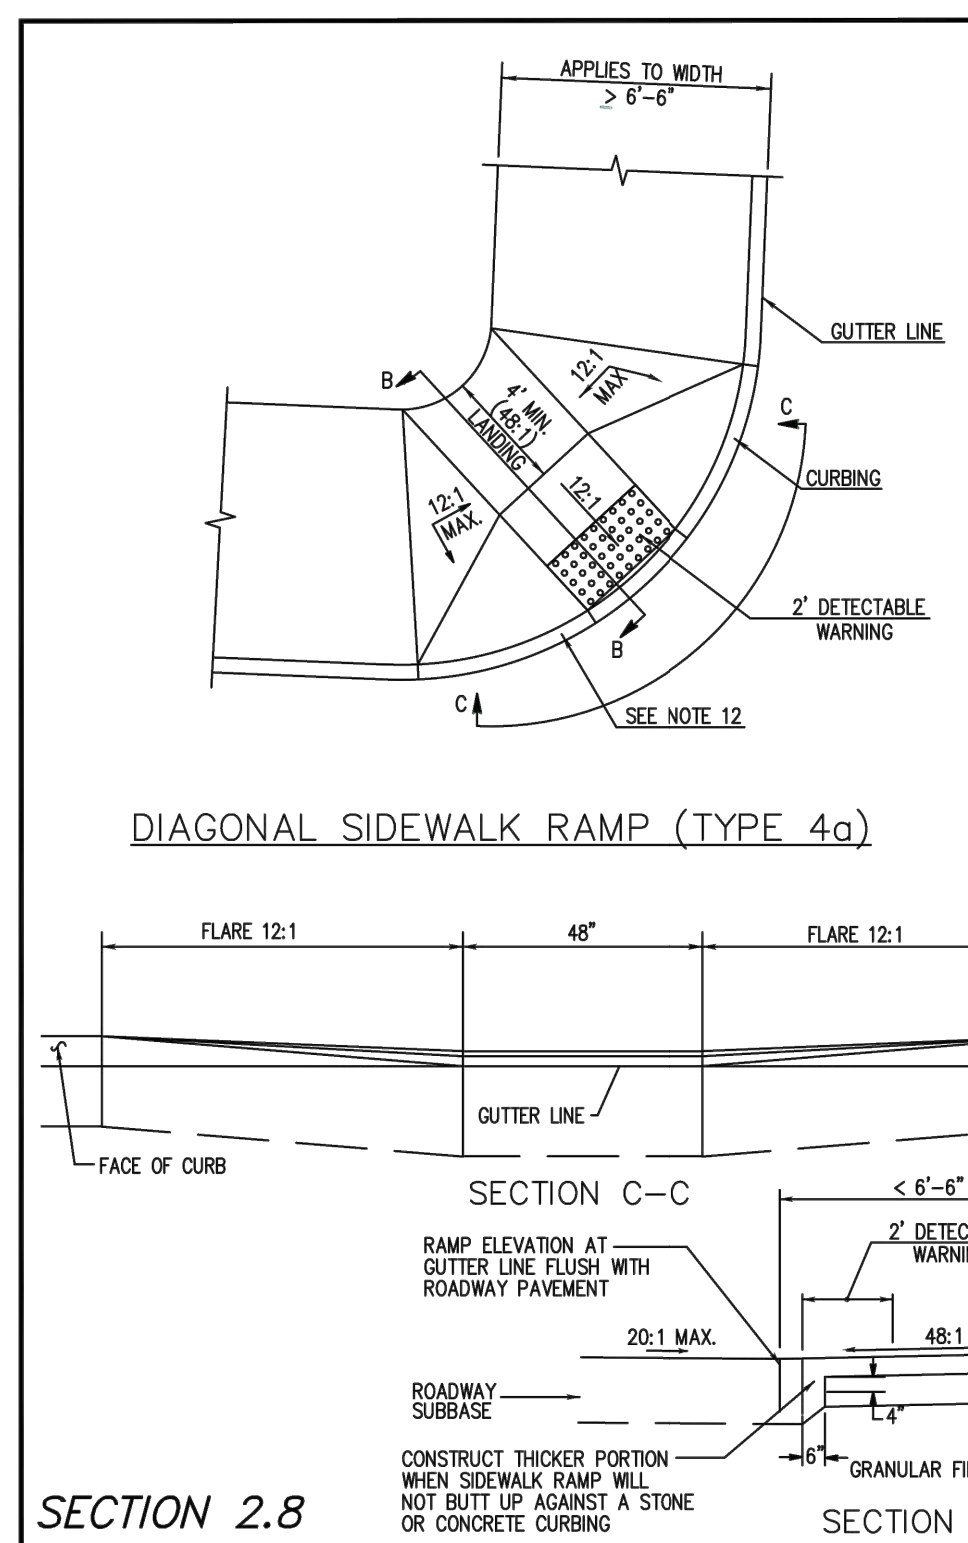 APPLIES TO WIDTH
> 6'-6"
GUTTER LINE
B
12:1
MAX
4' MIN.
(48:1)
LANDING
C
CURBING
12:1
MAX.
12:1
2' DETECTABLE
WARNING
B
C
SEE NOTE 12
DIAGONAL SIDEWALK RAMP (TYPE 4a)
FLARE 12:1
48"
FLARE 12:1
GUTTER LINE
FACE OF CURB
SECTION C-C
< 6'-6"
RAMP ELEVATION AT
GUTTER LINE FLUSH WITH
ROADWAY PAVEMENT
2' DETEC
WARNI
20:1 MAX.
48:1
ROADWAY
SUBBASE
4"
CONSTRUCT THICKER PORTION
WHEN SIDEWALK RAMP WILL
NOT BUTT UP AGAINST A STONE
OR CONCRETE CURBING
6"
GRANULAR FI
SECTION 2.8
SECTION